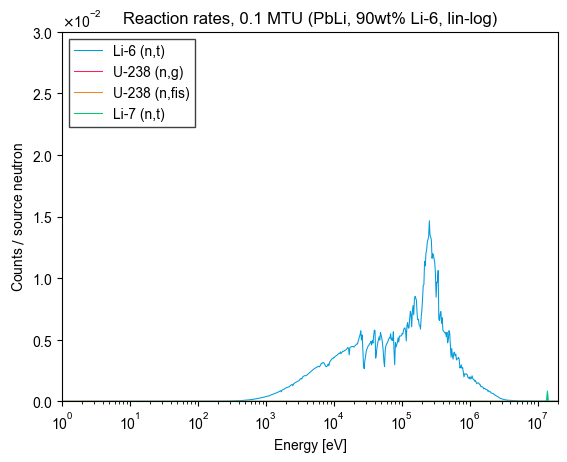 Reaction rates, 0.1 MTU (PbLi, 90wt% Li-6, lin-log)
×10⁻²
3.0
2.5
2.0
1.5
1.0
0.5
0.0
Counts / source neutron
Li-6 (n,t)
U-238 (n,g)
U-238 (n,fis)
Li-7 (n,t)
10⁰ 10¹ 10² 10³ 10⁴ 10⁵ 10⁶ 10⁷
Energy [eV]